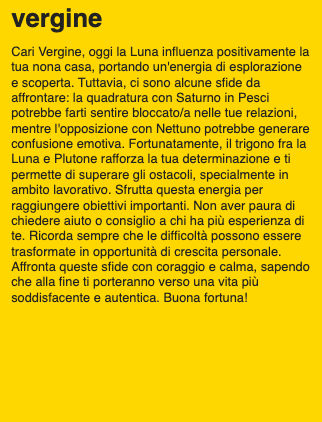 vergine
Cari Vergine, oggi la Luna influenza positivamente la
tua nona casa, portando un'energia di esplorazione
e scoperta. Tuttavia, ci sono alcune sfide da
affrontare: la quadratura con Saturno in Pesci
potrebbe farti sentire bloccato/a nelle tue relazioni,
mentre l'opposizione con Nettuno potrebbe generare
confusione emotiva. Fortunatamente, il trigono fra la
Luna e Plutone rafforza la tua determinazione e ti
permette di superare gli ostacoli, specialmente in
ambito lavorativo. Sfrutta questa energia per
raggiungere obiettivi importanti. Non aver paura di
chiedere aiuto o consiglio a chi ha più esperienza di
te. Ricorda sempre che le difficoltà possono essere
trasformate in opportunità di crescita personale.
Affronta queste sfide con coraggio e calma, sapendo
che alla fine ti porteranno verso una vita più
soddisfacente e autentica. Buona fortuna!